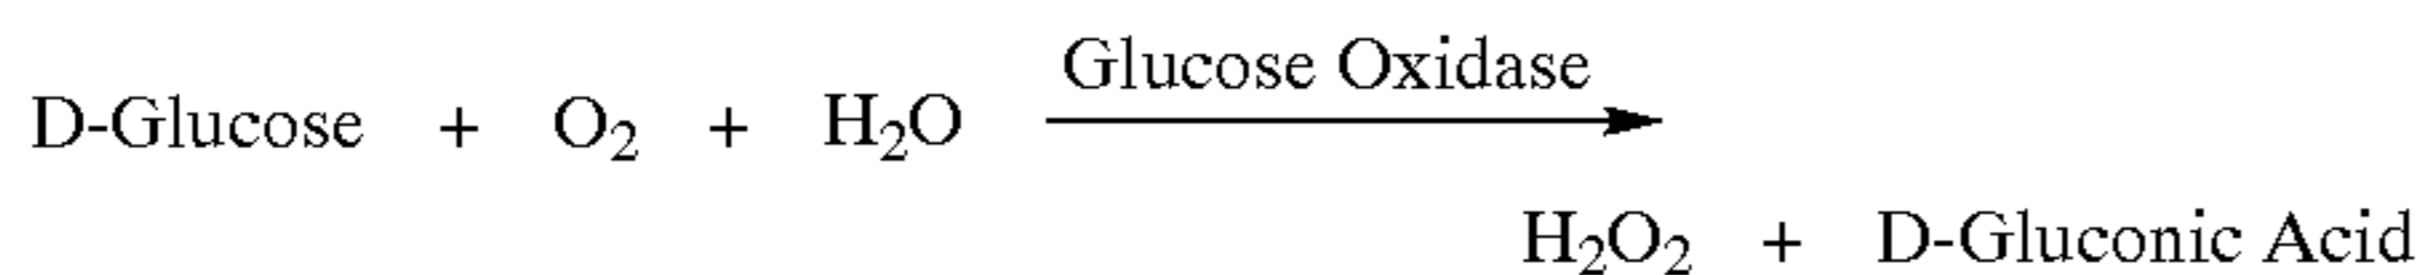 Glucose Oxidase
D-Glucose + O₂ + H₂O
H₂O₂ + D-Gluconic Acid